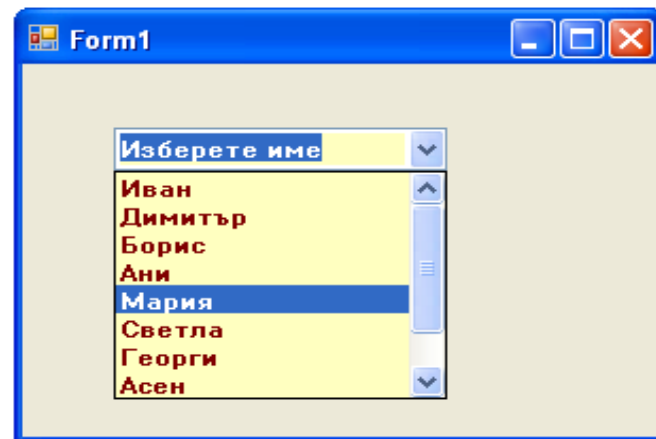 Form1
Изберете име
Иван
Димитър
Борис
Ани
Мария
Светла
Георги
Асен